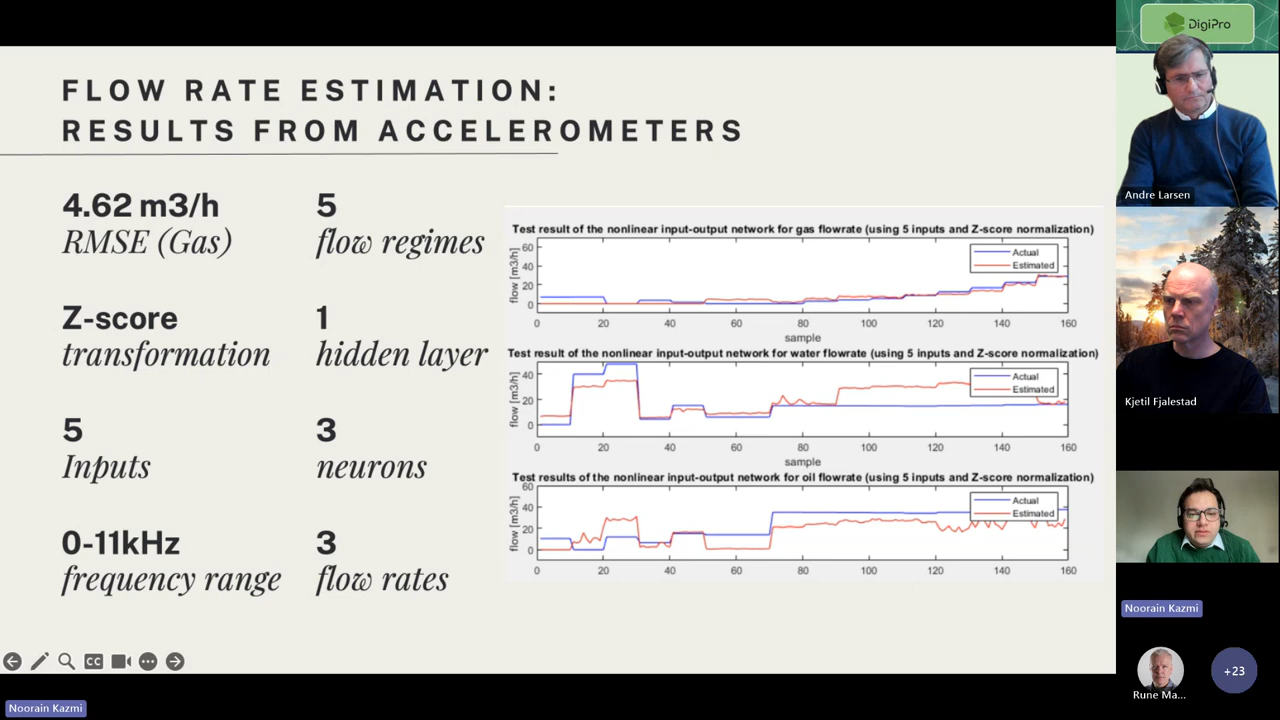 FLOW RATE ESTIMATION:
RESULTS FROM ACCELEROMETERS
4.62 m3/h
RMSE (Gas)
5
flow regimes
Z-score
transformation
1
hidden layer
5
Inputs
3
neurons
0-11kHz
frequency range
3
flow rates
Test result of the nonlinear input-output network for gas flowrate (using 5 inputs and Z-score normalization)
flow [m3/h]
60
40
20
0
Actual
Estimated
0 20 40 60 80 100 120 140 160
sample
Test result of the nonlinear input-output network for water flowrate (using 5 inputs and Z-score normalization)
flow [m3/h]
40
20
0
Actual
Estimated
0 20 40 60 80 100 120 140 160
sample
Test results of the nonlinear input-output network for oil flowrate (using 5 inputs and Z-score normalization)
flow [m3/h]
60
40
20
0
Actual
Estimated
0 20 40 60 80 100 120 140 160
CC
Noorain Kazmi
DigiPro
Andre Larsen
Kjetil Fjalestad
Noorain Kazmi
Rune Ma...
+23